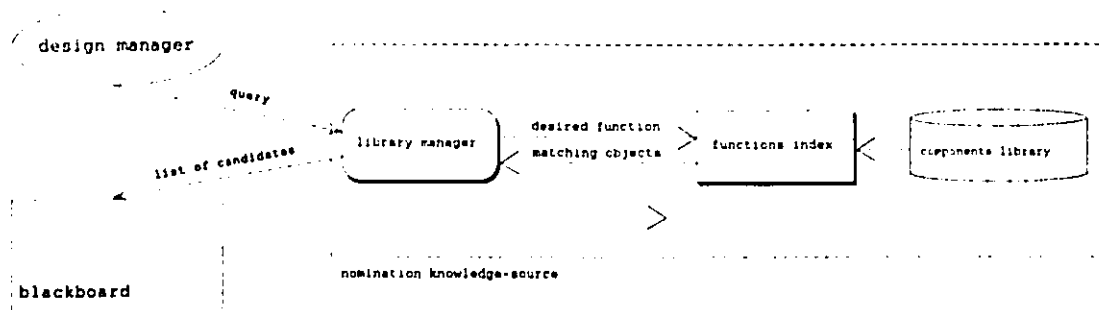 design manager
query
desired function
library manager
functions index
components library
matching objects
list of candidates
nomination knowledge-source
blackboard